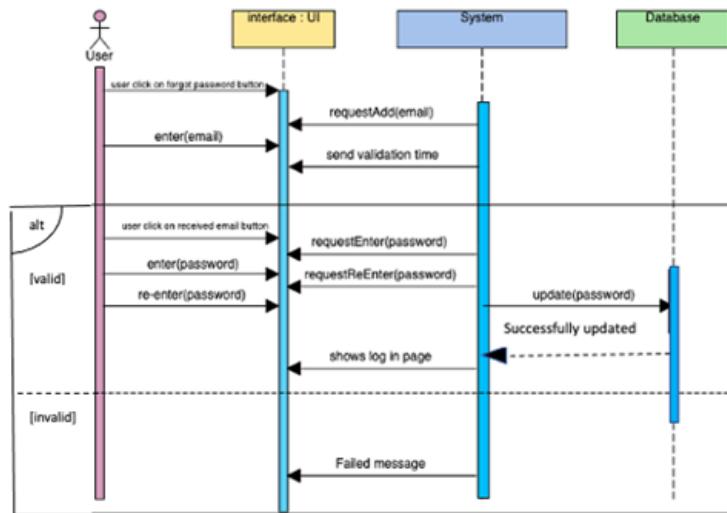 interface : UI
System
Database
User
user click on forgot password button
requestAdd(email)
enter(email)
send validation time
alt
user click on received email button
requestEnter(password)
[valid]
enter(password)
requestReEnter(password)
re-enter(password)
update(password)
Successfully updated
shows log in page
[invalid]
Failed message